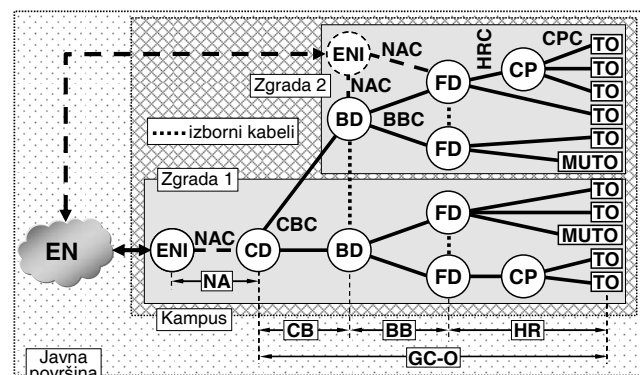 ENI
NAC
HRC
CPC
TO
CP
TO
NAC
FD
TO
Zgrada 2
TO
BD
BBC
izborni kabeli
FD
TO
MUTO
Zgrada 1
TO
FD
TO
CBC
MUTO
EN
ENI
NAC
CD
BD
FD
CP
TO
TO
NA
Kampus
CB
BB
HR
GC-O
Javna
površina